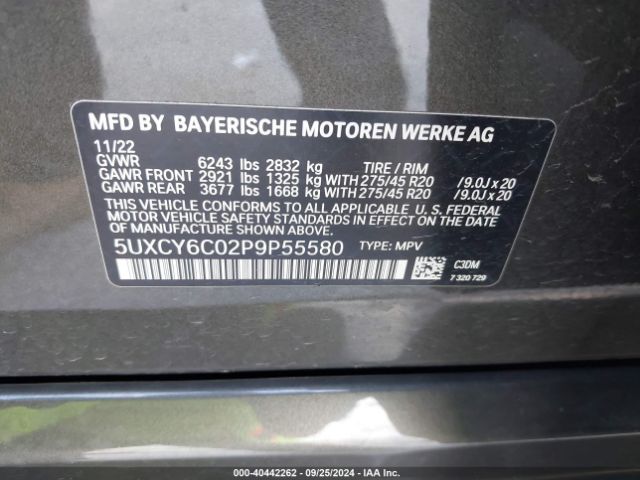 MFD BY BAYERISCHE MOTOREN WERKE AG
11/22
GVWR 6243 lbs 2832 kg TIRE / RIM
GAWR FRONT 2921 lbs 1325 kg WITH 275/45 R20 /9.0J x 20
GAWR REAR 3677 lbs 1668 kg WITH 275/45 R20 /9.0J x 20
THIS VEHICLE CONFORMS TO ALL APPLICABLE FEDERAL
MOTOR VEHICLE SAFETY STANDARDS IN EFFECT ON THE DATE
OF MANUFACTURE SHOWN ABOVE.
5UXCY6C02P9P55580 TYPE: MPV
C3DM
7 320 729
000-40442262 - 09/25/2024 - IAA Inc.